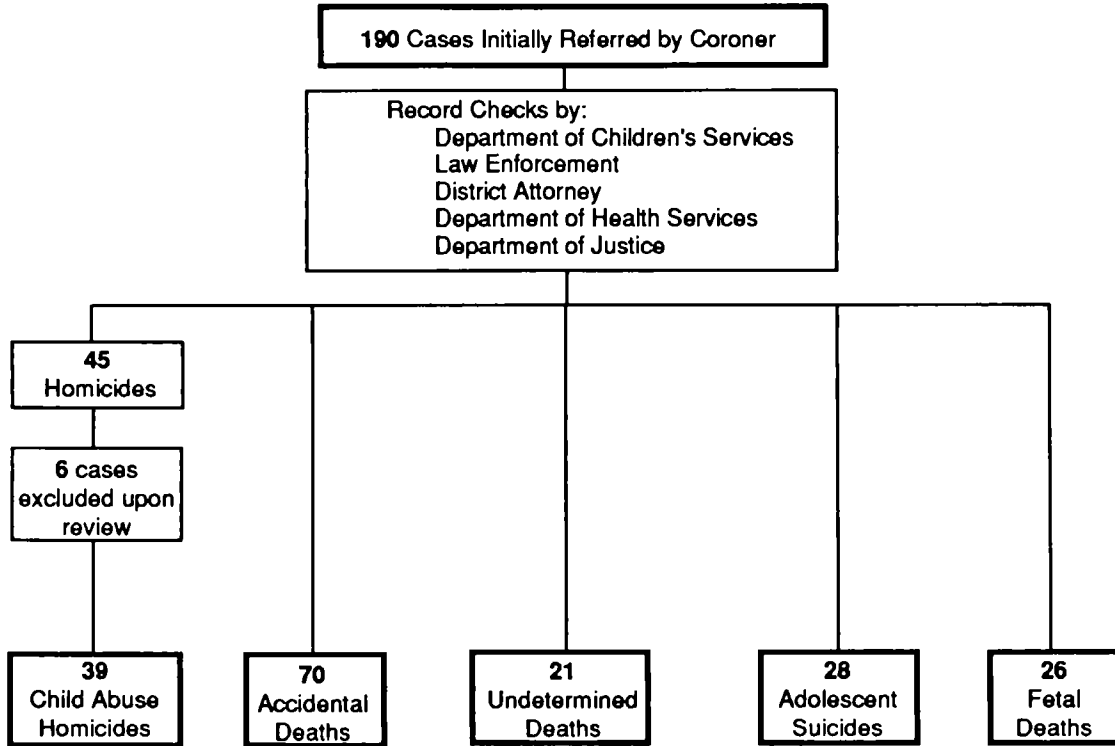 190 Cases Initially Referred by Coroner
Record Checks by:
Department of Children's Services
Law Enforcement
District Attorney
Department of Health Services
Department of Justice
45
Homicides
6 cases
excluded upon
review
39
Child Abuse
Homicides
70
Accidental
Deaths
21
Undetermined
Deaths
28
Adolescent
Suicides
26
Fetal
Deaths